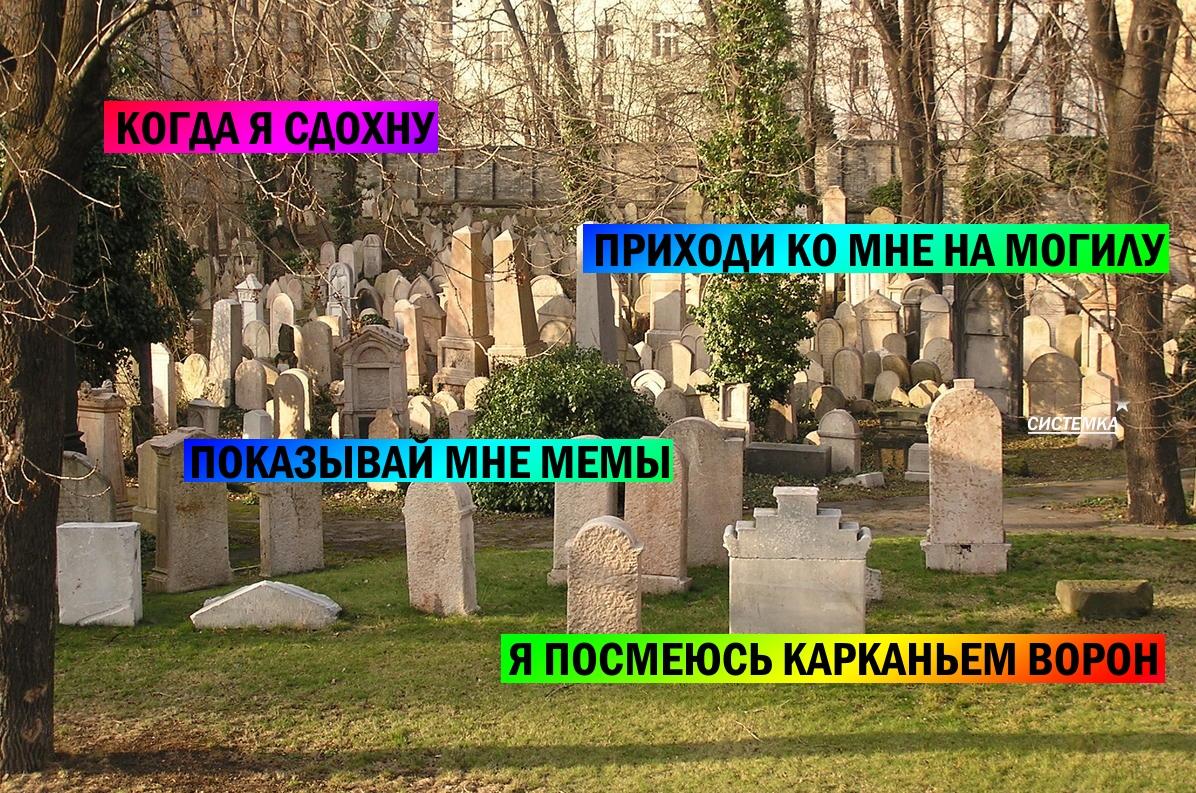 КОГДА Я СДОХНУ
ПРИХОДИ КО МНЕ НА МОГИЛУ
СИСТЕМКА
ПОКАЗЫВАЙ МНЕ МЕМЫ
Я ПОСМЕЮСЬ КАРКАНЬЕМ ВОРОН